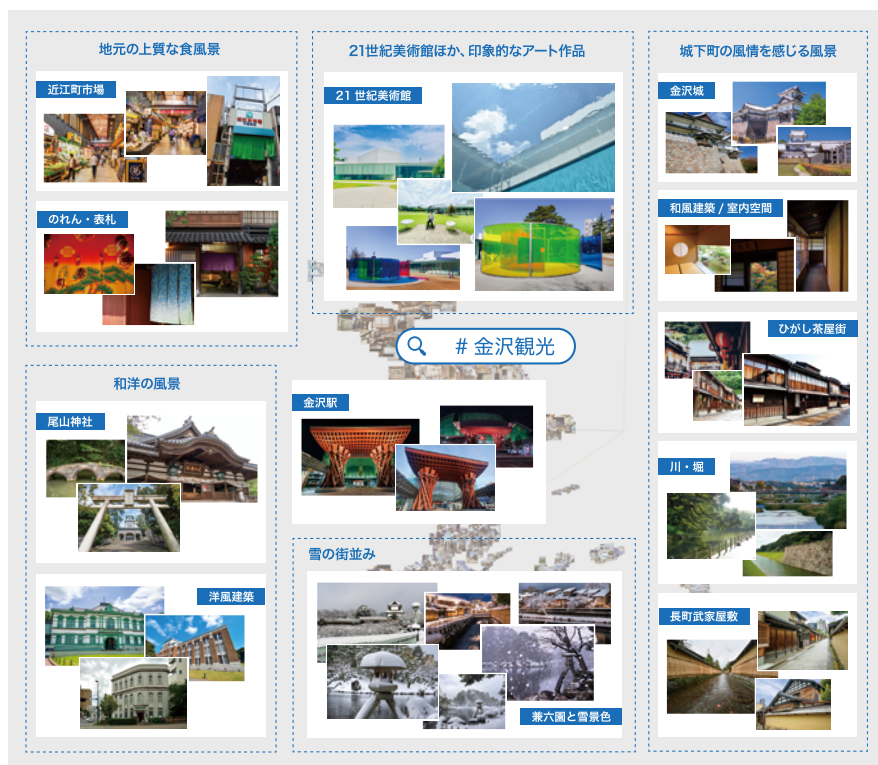 地元の上質な食風景
近江町市場
のれん・表札
21世紀美術館ほか、印象的なアート作品
21世紀美術館
城下町の風情を感じる風景
金沢城
和風建築 / 室内空間
ひがし茶屋街
川・堀
長町武家屋敷
# 金沢観光
金沢駅
和洋の風景
尾山神社
洋風建築
雪の街並み
兼六園と雪景色